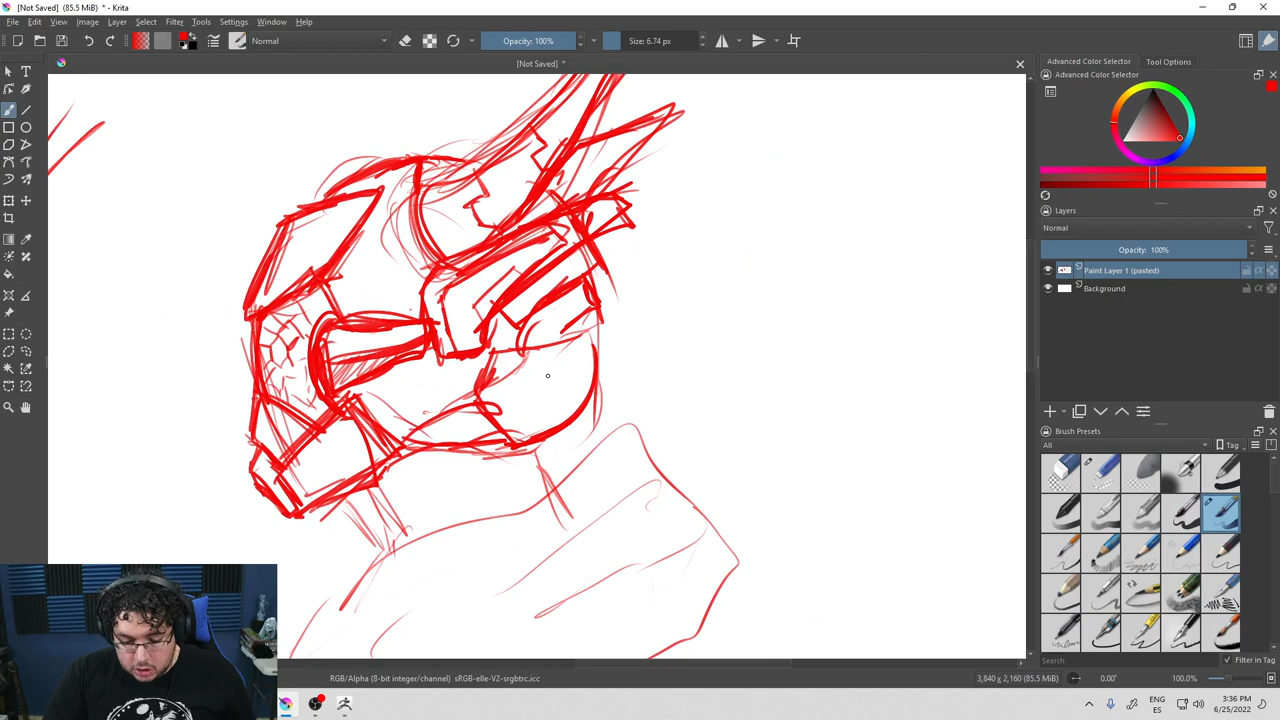 [Not Saved] (85.5 MiB) * - Krita
File Edit View Image Layer Select Filter Tools Settings Window Help
Normal
Opacity: 100%
Size: 6.74 px
[Not Saved] *
Advanced Color Selector
Tool Options
Advanced Color Selector
Layers
Normal
Opacity: 100%
Paint Layer 1 (pasted)
Background
Brush Presets
All
Tag
Search
Filter in Tag
RGB/Alpha (8-bit integer/channel) sRGB-elle-V2-srgbtrc.icc
3,840 x 2,160 (85.5 MiB)
0.00°
100.0%
ENG
ES
3:36 PM
6/25/2022